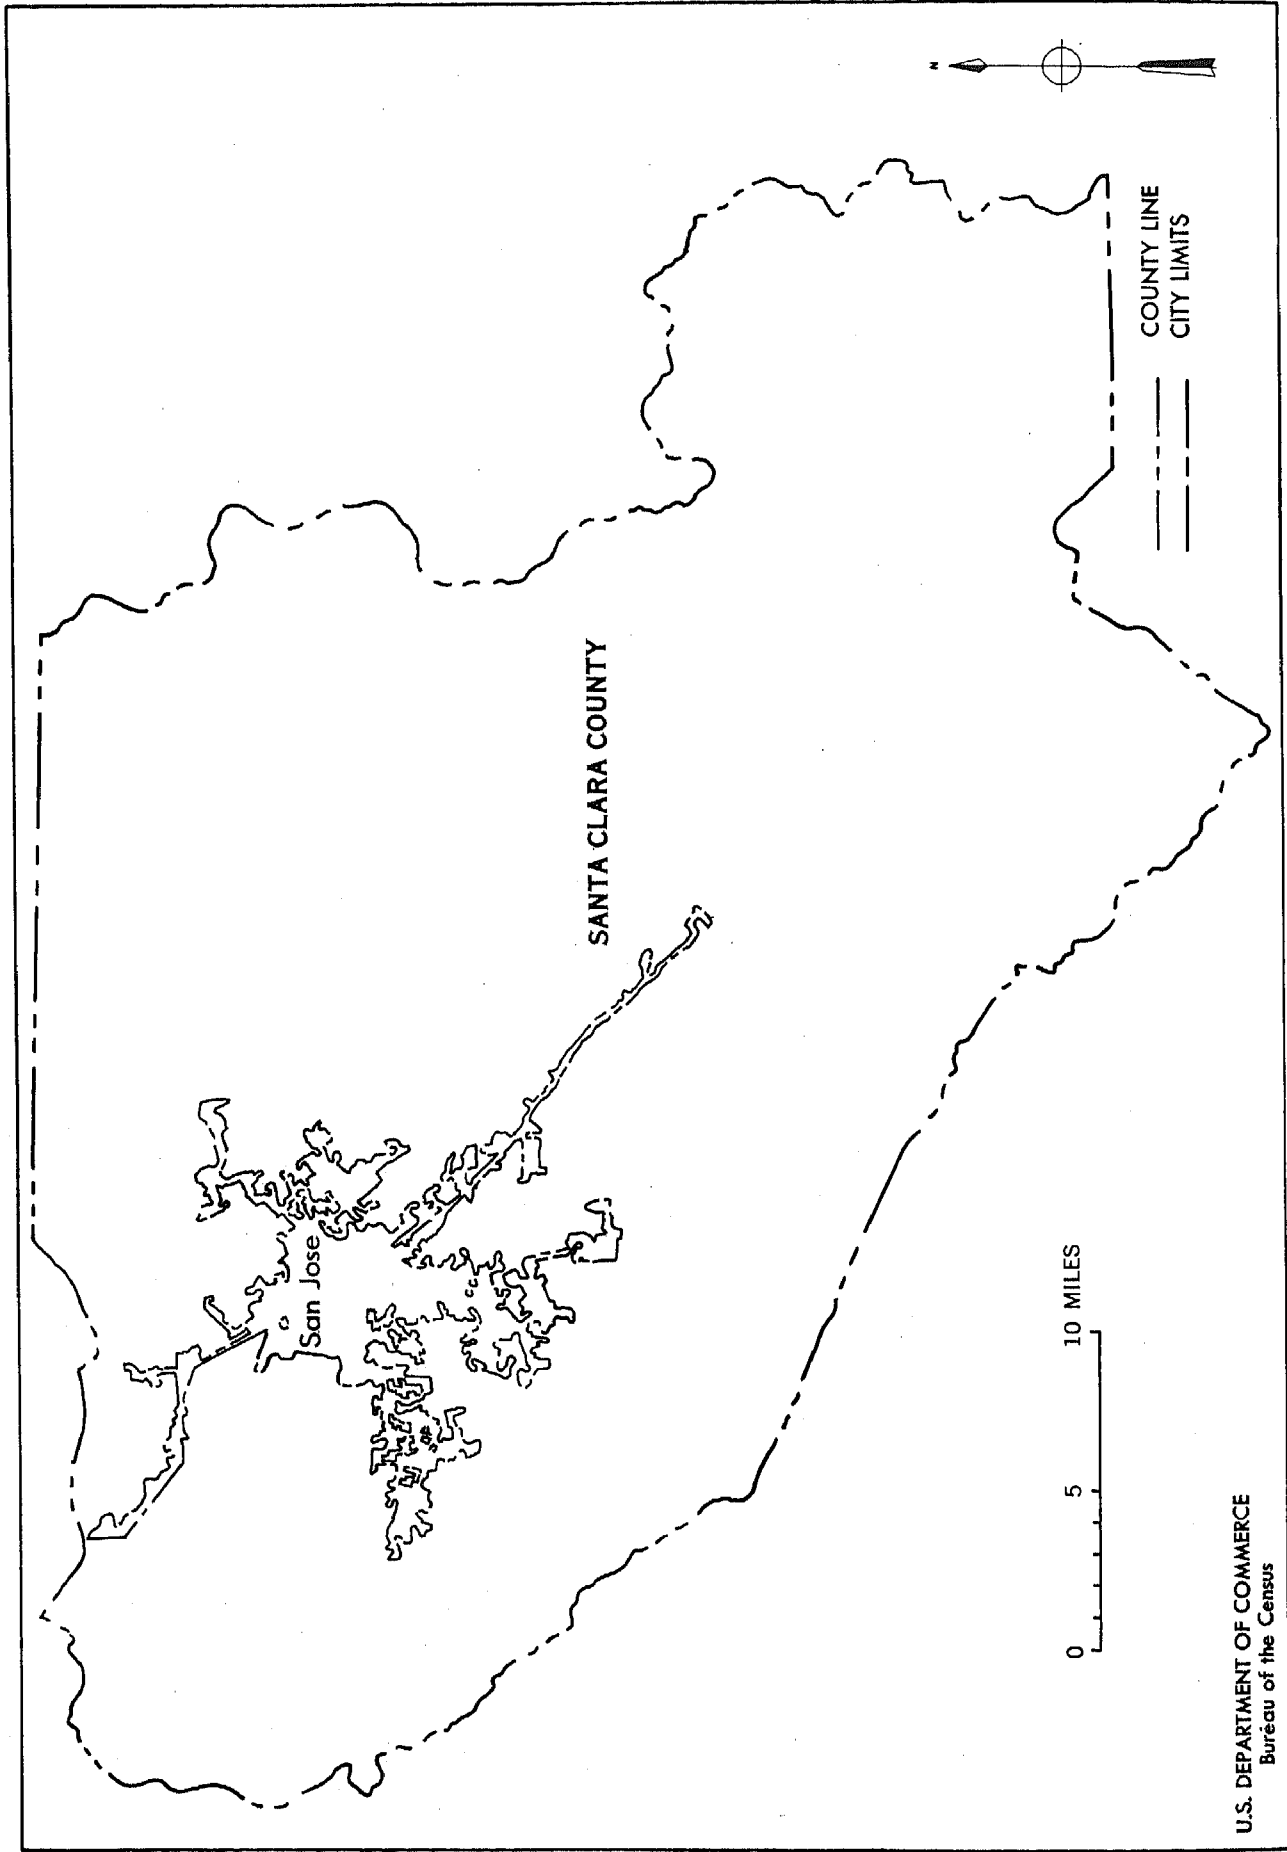 N
San Jose
SANTA CLARA COUNTY
0 5 10 MILES
COUNTY LINE
CITY LIMITS
U.S. DEPARTMENT OF COMMERCE
Bureau of the Census